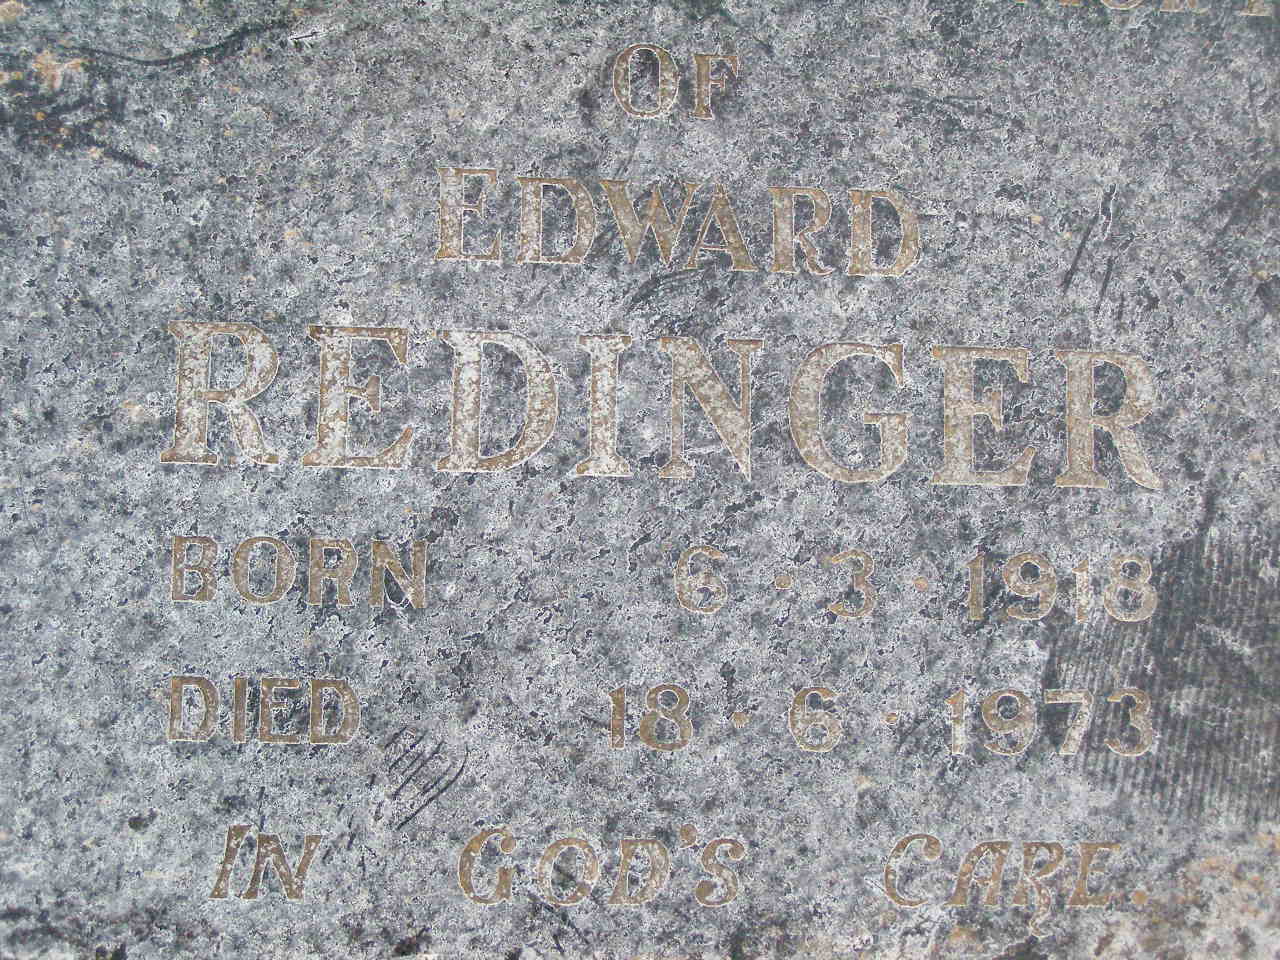 OF
EDWARD
REDINGER
BORN 6·3·1918
DIED 18·6·1973
IN GOD'S CARE.